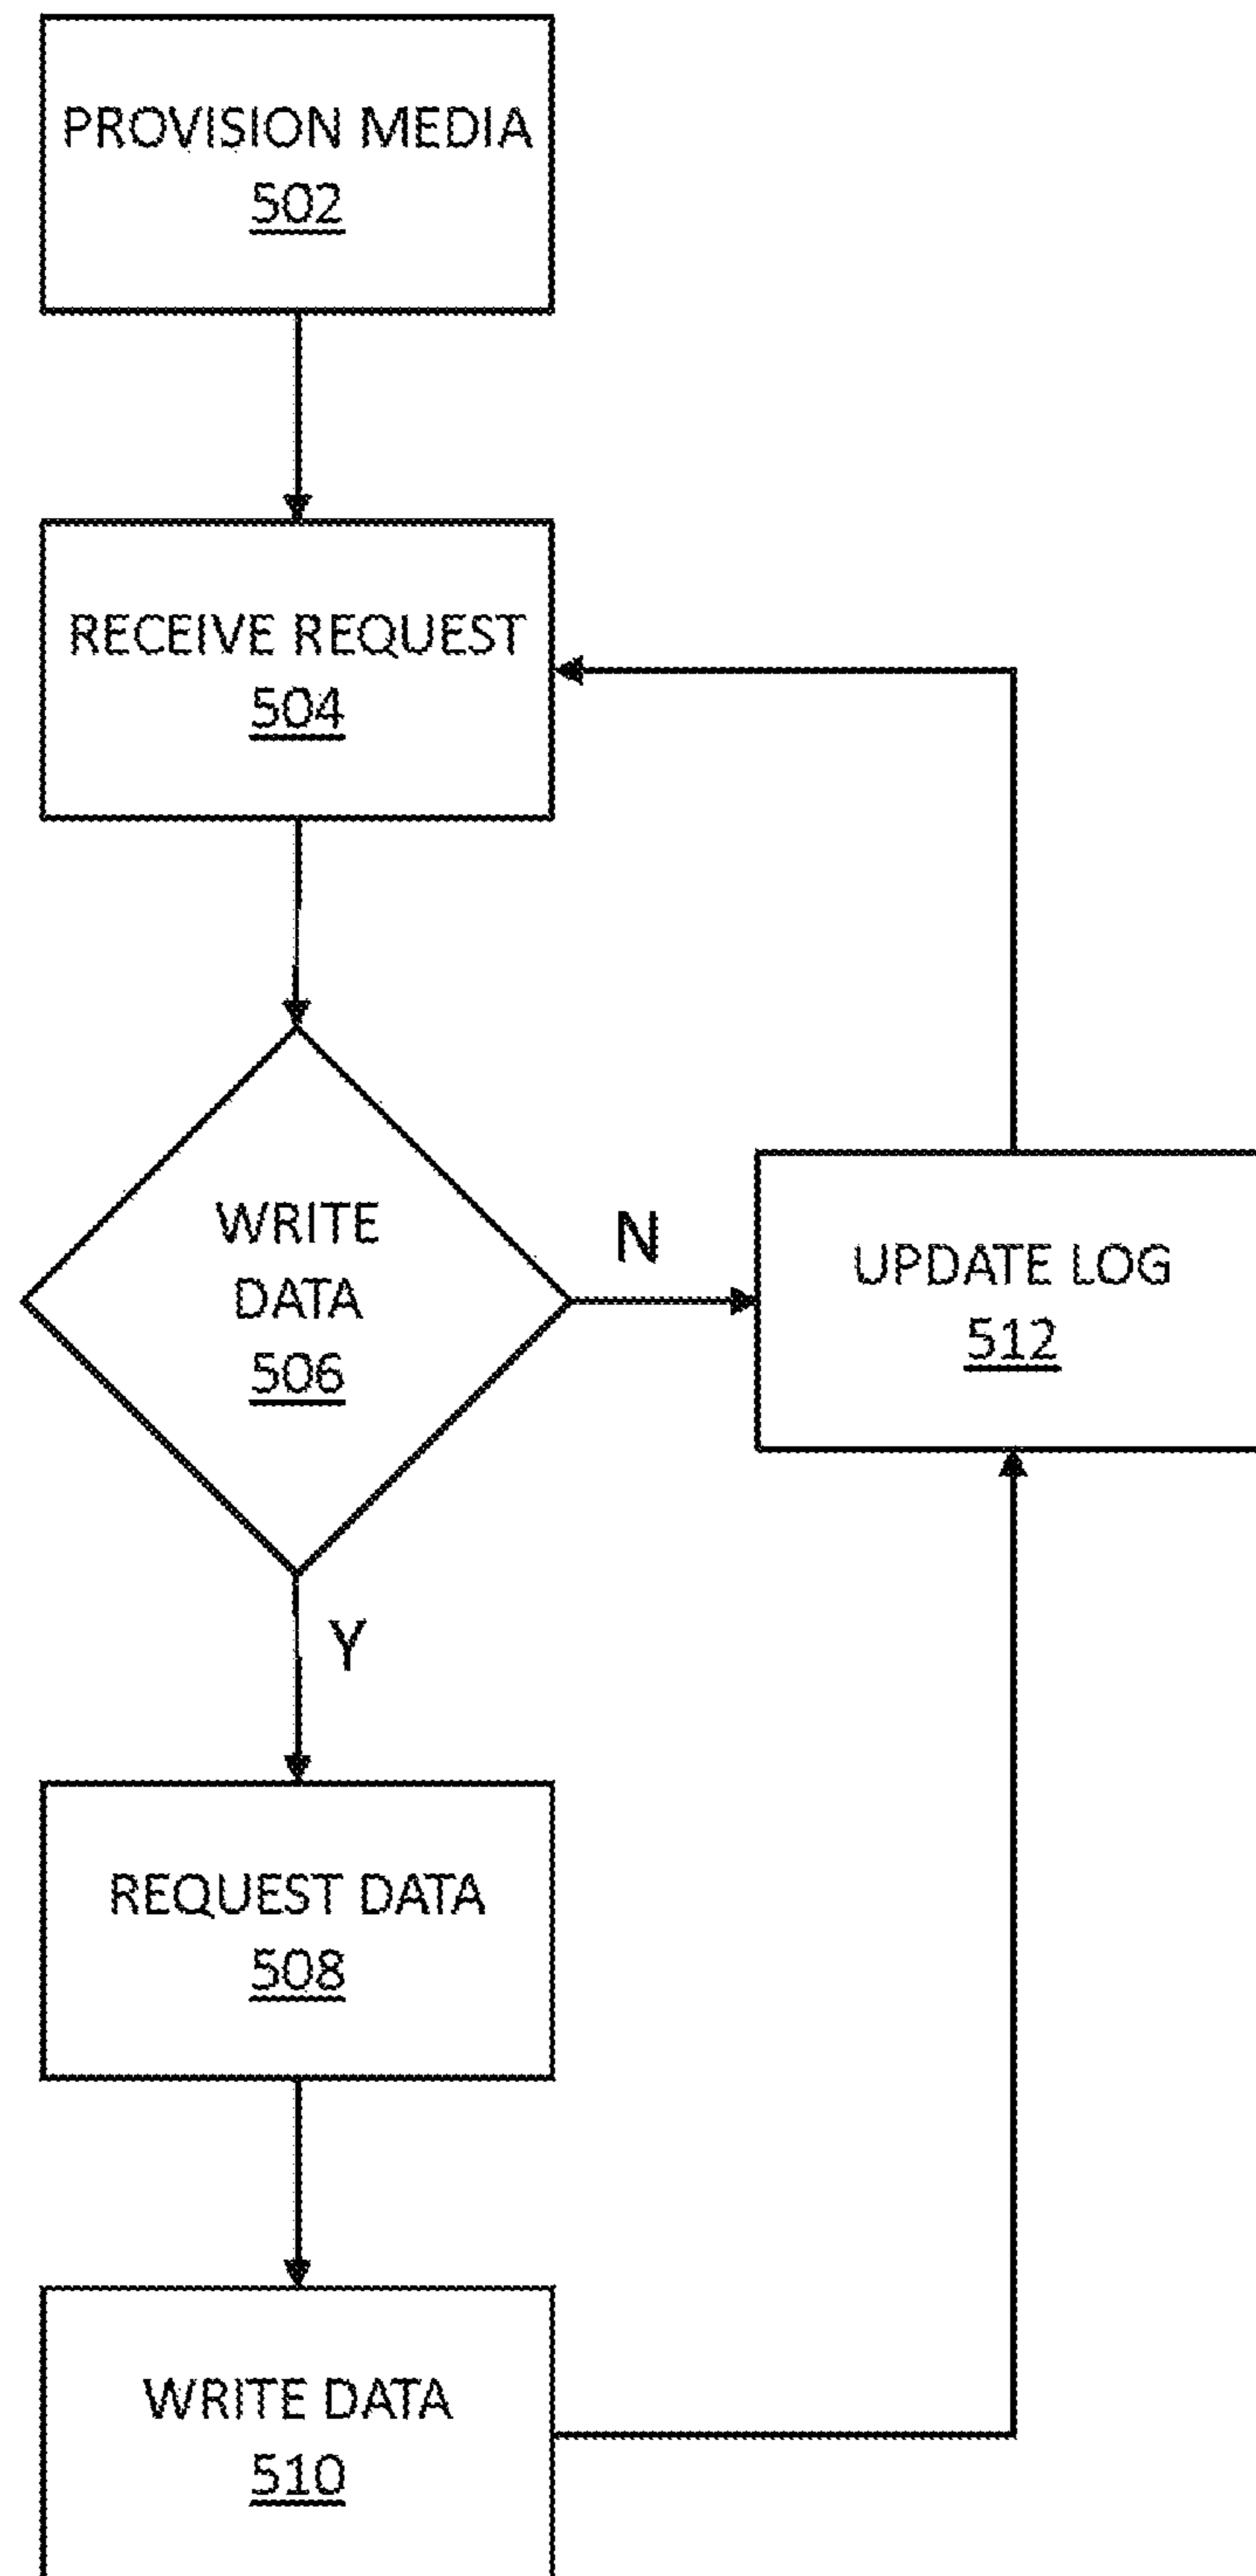 PROVISION MEDIA
502
RECEIVE REQUEST
504
WRITE
DATA
506
N
UPDATE LOG
512
Y
REQUEST DATA
508
WRITE DATA
510